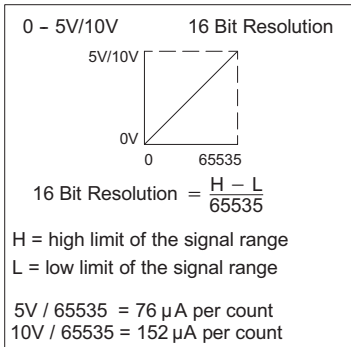 0 – 5V/10V 16 Bit Resolution
5V/10V
0V
0 65535
16 Bit Resolution = H – L / 65535
H = high limit of the signal range
L = low limit of the signal range
5V / 65535 = 76 µA per count
10V / 65535 = 152 µA per count